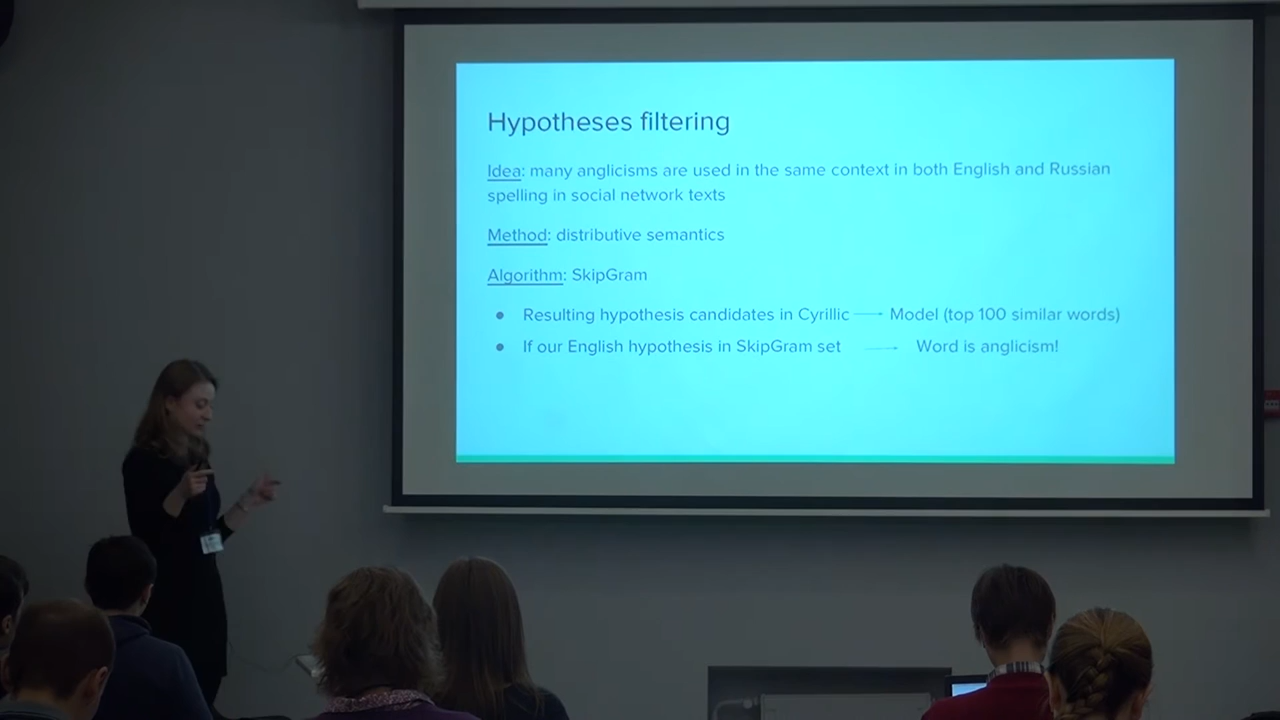 Hypotheses filtering
Idea: many anglicisms are used in the same context in both English and Russian
spelling in social network texts
Method: distributive semantics
Algorithm: SkipGram
● Resulting hypothesis candidates in Cyrillic → Model (top 100 similar words)
● If our English hypothesis in SkipGram set → Word is anglicism!